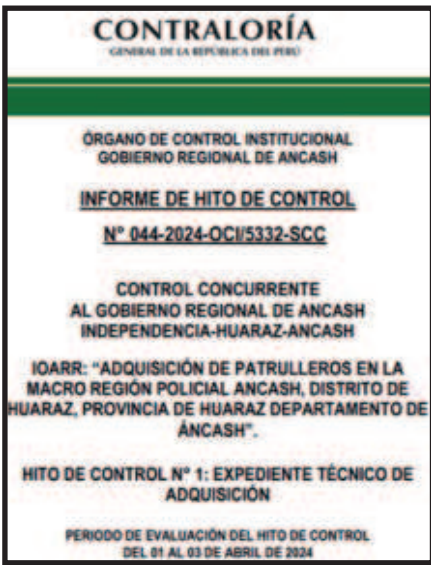 CONTRALORÍA
GENERAL DE LA REPÚBLICA DEL PERÚ
ÓRGANO DE CONTROL INSTITUCIONAL
GOBIERNO REGIONAL DE ANCASH
INFORME DE HITO DE CONTROL
N° 044-2024-OCI/5332-SCC
CONTROL CONCURRENTE
AL GOBIERNO REGIONAL DE ANCASH
INDEPENDENCIA-HUARAZ-ANCASH
IOARR: “ADQUISICIÓN DE PATRULLEROS EN LA
MACRO REGIÓN POLICIAL ANCASH, DISTRITO DE
HUARAZ, PROVINCIA DE HUARAZ DEPARTAMENTO DE
ÁNCASH”.
HITO DE CONTROL N° 1: EXPEDIENTE TÉCNICO DE
ADQUISICIÓN
PERIODO DE EVALUACIÓN DEL HITO DE CONTROL
DEL 01 AL 03 DE ABRIL DE 2024